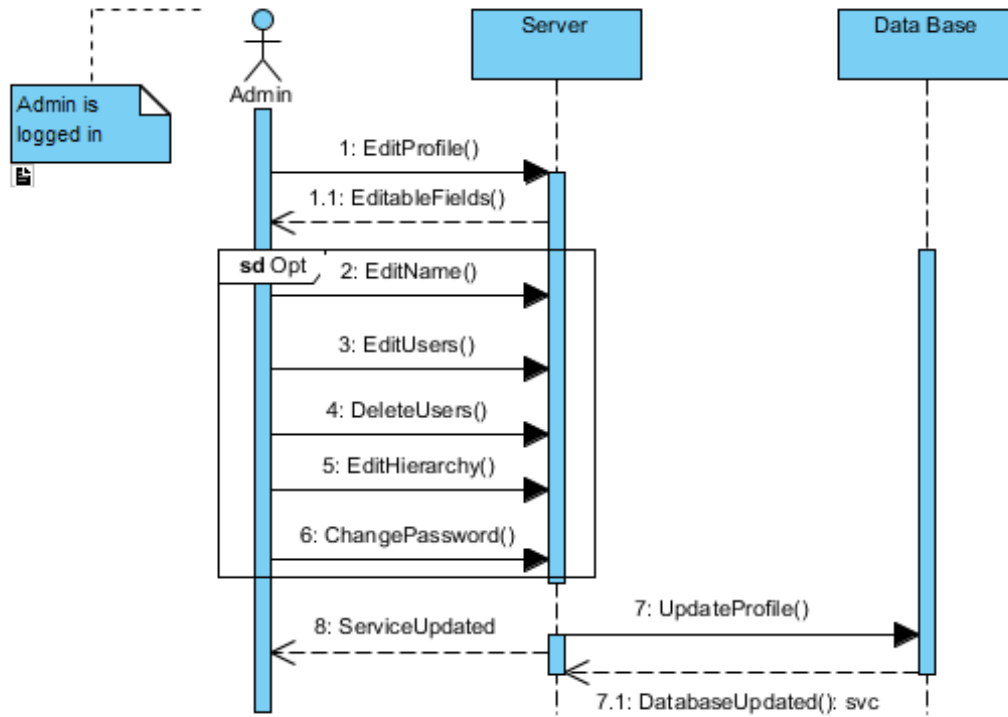 Server
Data Base
Admin is
logged in
Admin
1: EditProfile()
1.1: EditableFields()
sd Opt
2: EditName()
3: EditUsers()
4: DeleteUsers()
5: EditHierarchy()
6: ChangePassword()
7: UpdateProfile()
8: ServiceUpdated
7.1: DatabaseUpdated(): svc